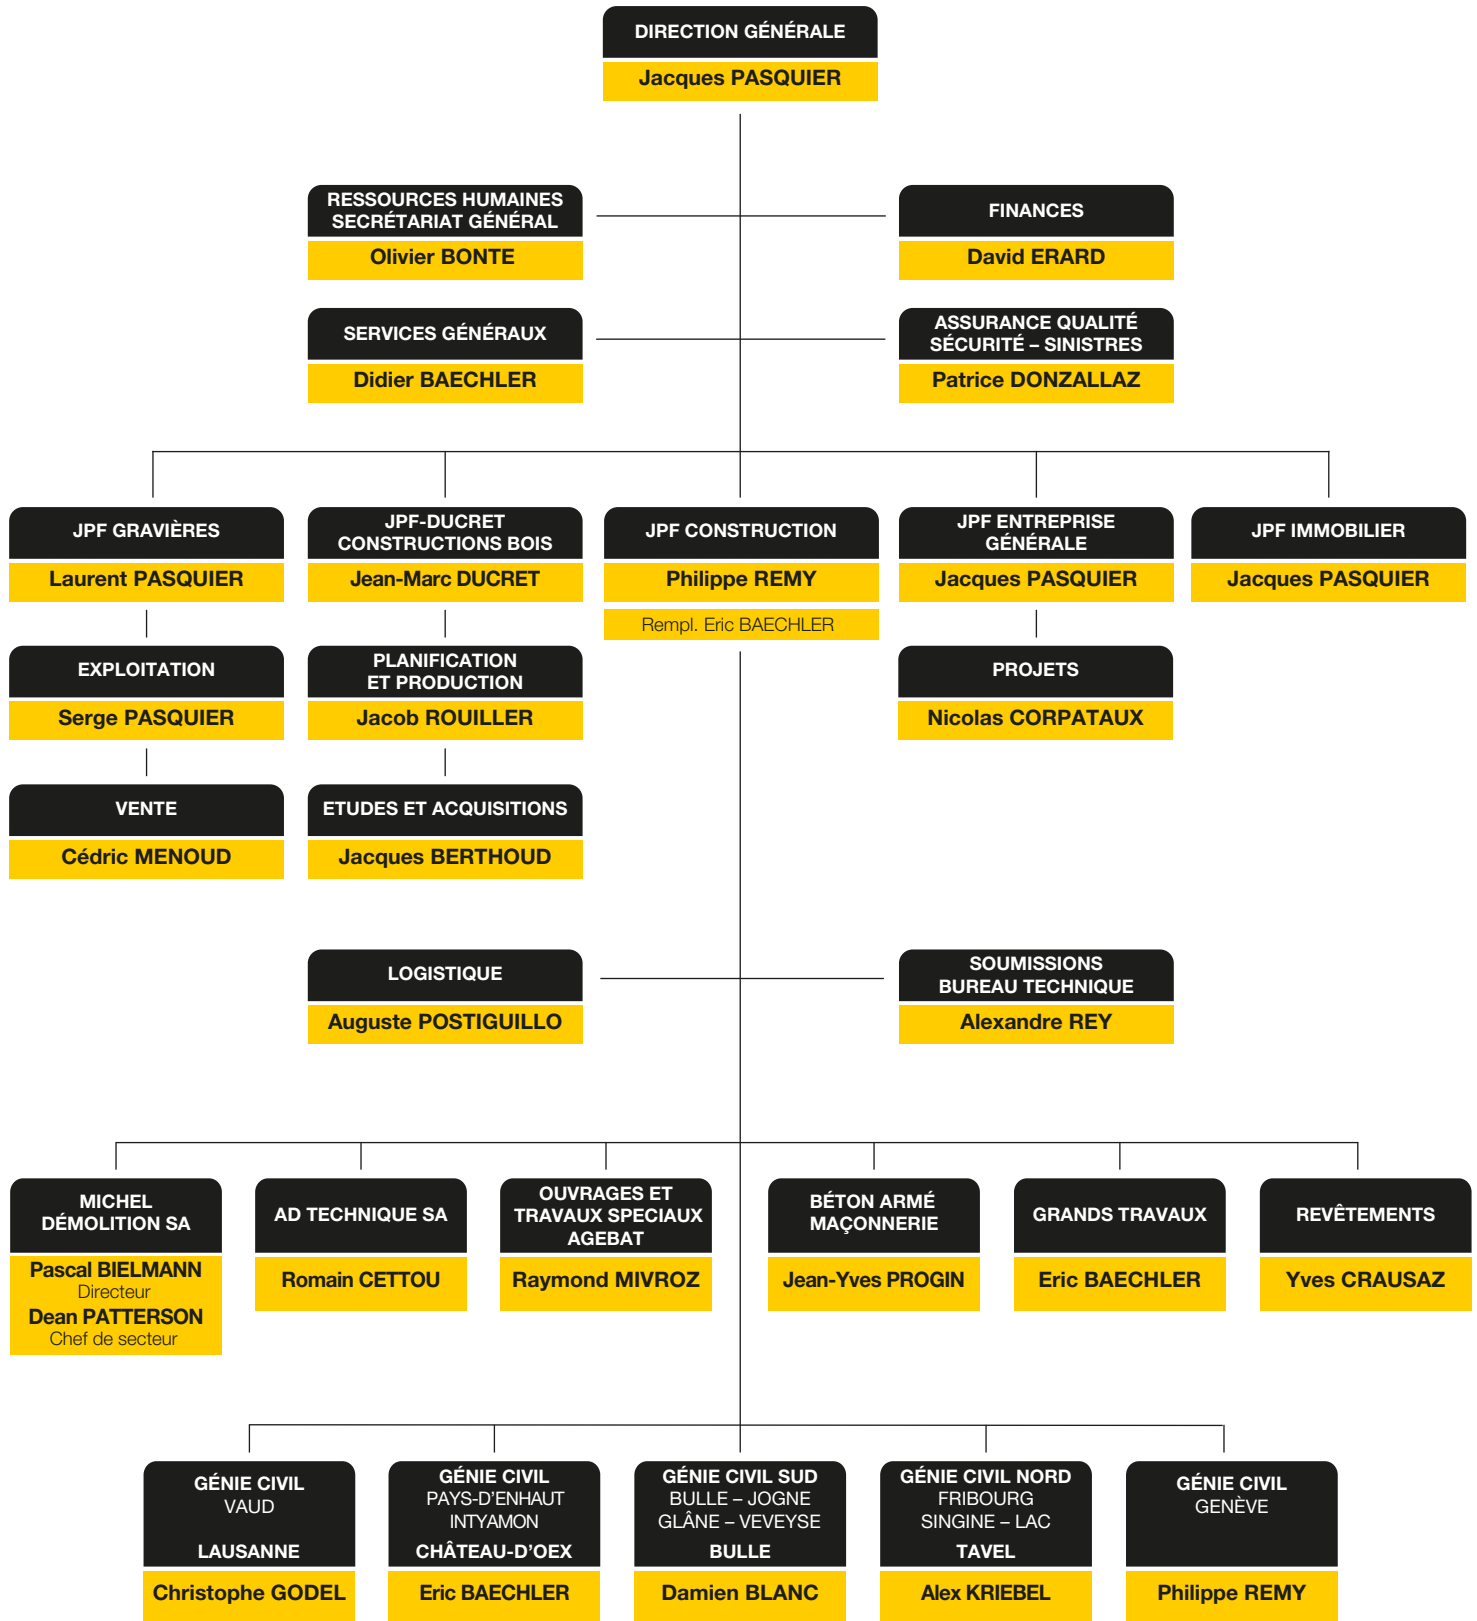 DIRECTION GÉNÉRALE
Jacques PASQUIER
RESSOURCES HUMAINES
SECRÉTARIAT GÉNÉRAL
Olivier BONTE
FINANCES
David ERARD
SERVICES GÉNÉRAUX
Didier BAECHLER
ASSURANCE QUALITÉ
SÉCURITÉ – SINISTRES
Patrice DONZALLAZ
JPF GRAVIÈRES
Laurent PASQUIER
JPF-DUCRET
CONSTRUCTIONS BOIS
Jean-Marc DUCRET
JPF CONSTRUCTION
Philippe REMY
Rempl. Eric BAECHLER
JPF ENTREPRISE
GÉNÉRALE
Jacques PASQUIER
JPF IMMOBILIER
Jacques PASQUIER
EXPLOITATION
Serge PASQUIER
PLANIFICATION
ET PRODUCTION
Jacob ROUILLER
PROJETS
Nicolas CORPATAUX
VENTE
Cédric MENOUD
ETUDES ET ACQUISITIONS
Jacques BERTHOUD
LOGISTIQUE
Auguste POSTIGUILLO
SOUMISSIONS
BUREAU TECHNIQUE
Alexandre REY
MICHEL
DÉMOLITION SA
Pascal BIELMANN
Directeur
Dean PATTERSON
Chef de secteur
AD TECHNIQUE SA
Romain CETTOU
OUVRAGES ET
TRAVAUX SPECIAUX
AGEBAT
Raymond MIVROZ
BÉTON ARMÉ
MAÇONNERIE
Jean-Yves PROGIN
GRANDS TRAVAUX
Eric BAECHLER
REVÊTEMENTS
Yves CRAUSAZ
GÉNIE CIVIL
VAUD
LAUSANNE
Christophe GODEL
GÉNIE CIVIL
PAYS-D'ENHAUT
INTYAMON
CHÂTEAU-D'OEX
Eric BAECHLER
GÉNIE CIVIL SUD
BULLE – JOGNE
GLÂNE – VEVEYSE
BULLE
Damien BLANC
GÉNIE CIVIL NORD
FRIBOURG
SINGINE – LAC
TAVEL
Alex KRIEBEL
GÉNIE CIVIL
GENÈVE
Philippe REMY